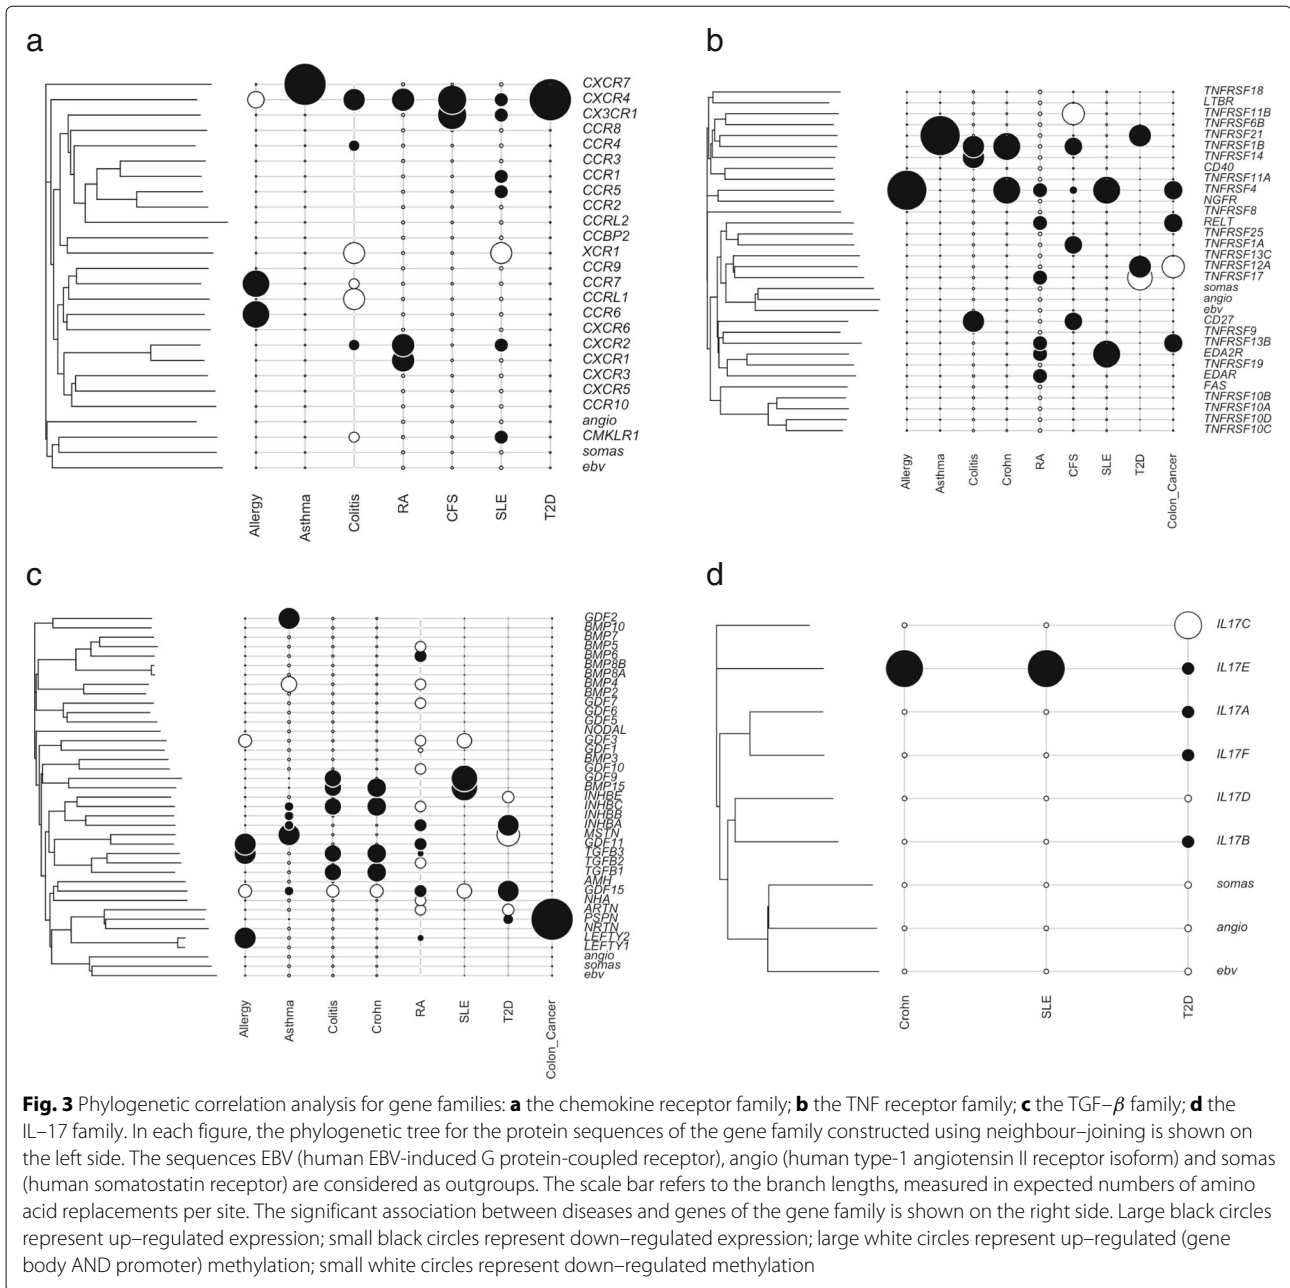 a
CXCR7
CXCR4
CX3CR1
CCR8
CCR4
CCR3
CCR1
CCR5
CCR2
CCRL2
CCBP2
XCR1
CCR9
CCR7
CCRL1
CCR6
CXCR6
CXCR2
CXCR1
CXCR3
CXCR5
CCR10
angio
CMKLR1
somas
ebv
Allergy
Asthma
Colitis
RA
CFS
SLE
T2D
b
TNFRSF18
LTBR
TNFRSF11B
TNFRSF6B
TNFRSF21
TNFRSF1B
TNFRSF14
CD40
TNFRSF11A
TNFRSF4
NGFR
TNFRSF8
RELT
TNFRSF25
TNFRSF1A
TNFRSF13C
TNFRSF12A
TNFRSF17
somas
angio
ebv
CD27
TNFRSF9
TNFRSF13B
EDA2R
TNFRSF19
EDAR
FAS
TNFRSF10B
TNFRSF10A
TNFRSF10D
TNFRSF10C
Allergy
Asthma
Colitis
Crohn
RA
CFS
SLE
T2D
Colon_Cancer
c
GDF2
BMP10
BMP7
BMP5
BMP6
BMP8B
BMP8A
BMP4
BMP2
GDF7
GDF6
GDF5
NODAL
GDF3
GDF1
BMP3
GDF10
GDF9
BMP15
INHBE
INHBC
INHBB
INHBA
MSTN
GDF11
TGFB3
TGFB2
TGFB1
AMH
GDF15
NHA
ARTN
PSPN
NRTN
LEFTY2
LEFTY1
angio
somas
ebv
Allergy
Asthma
Colitis
Crohn
RA
SLE
T2D
Colon_Cancer
d
IL17C
IL17E
IL17A
IL17F
IL17D
IL17B
somas
angio
ebv
Crohn
SLE
T2D
Fig. 3 Phylogenetic correlation analysis for gene families: a the chemokine receptor family; b the TNF receptor family; c the TGF–β family; d the
IL–17 family. In each figure, the phylogenetic tree for the protein sequences of the gene family constructed using neighbour–joining is shown on
the left side. The sequences EBV (human EBV-induced G protein-coupled receptor), angio (human type-1 angiotensin II receptor isoform) and somas
(human somatostatin receptor) are considered as outgroups. The scale bar refers to the branch lengths, measured in expected numbers of amino
acid replacements per site. The significant association between diseases and genes of the gene family is shown on the right side. Large black circles
represent up–regulated expression; small black circles represent down–regulated expression; large white circles represent up–regulated (gene
body AND promoter) methylation; small white circles represent down–regulated methylation